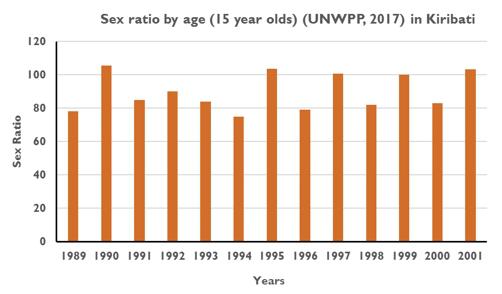 Sex ratio by age (15 year olds) (UNWPP, 2017) in Kiribati
120
100
80
60
40
20
0
Sex Ratio
1989 1990 1991 1992 1993 1994 1995 1996 1997 1998 1999 2000 2001
Years